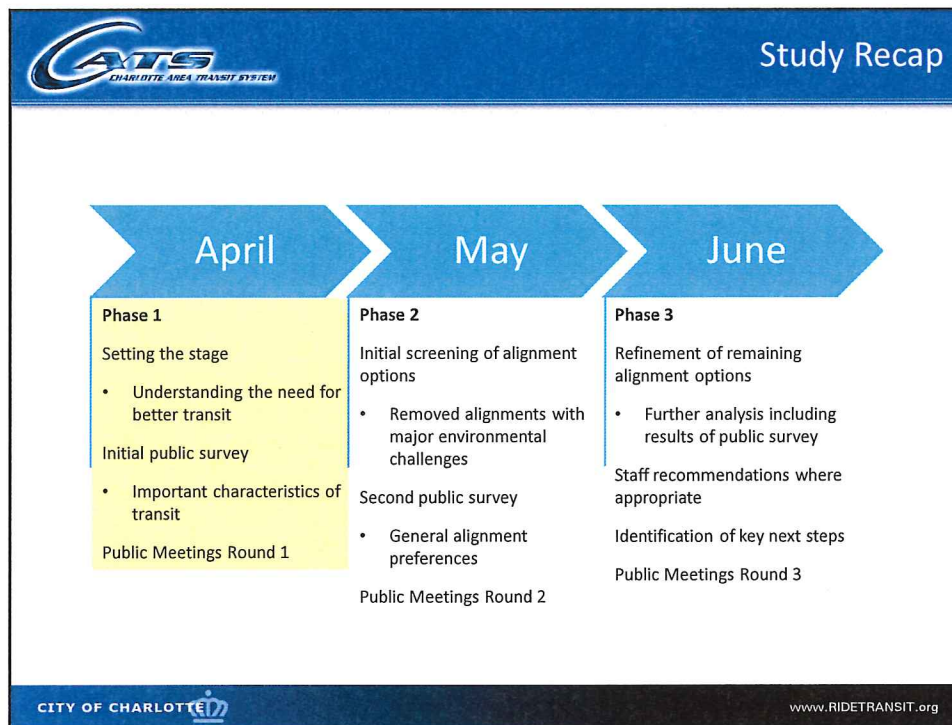 CATS
CHARLOTTE AREA TRANSIT SYSTEM
Study Recap
April
May
June
Phase 1
Setting the stage
• Understanding the need for
better transit
Initial public survey
• Important characteristics of
transit
Public Meetings Round 1
Phase 2
Initial screening of alignment
options
• Removed alignments with
major environmental
challenges
Second public survey
• General alignment
preferences
Public Meetings Round 2
Phase 3
Refinement of remaining
alignment options
• Further analysis including
results of public survey
Staff recommendations where
appropriate
Identification of key next steps
Public Meetings Round 3
CITY OF CHARLOTTE
www.RIDETRANSIT.org